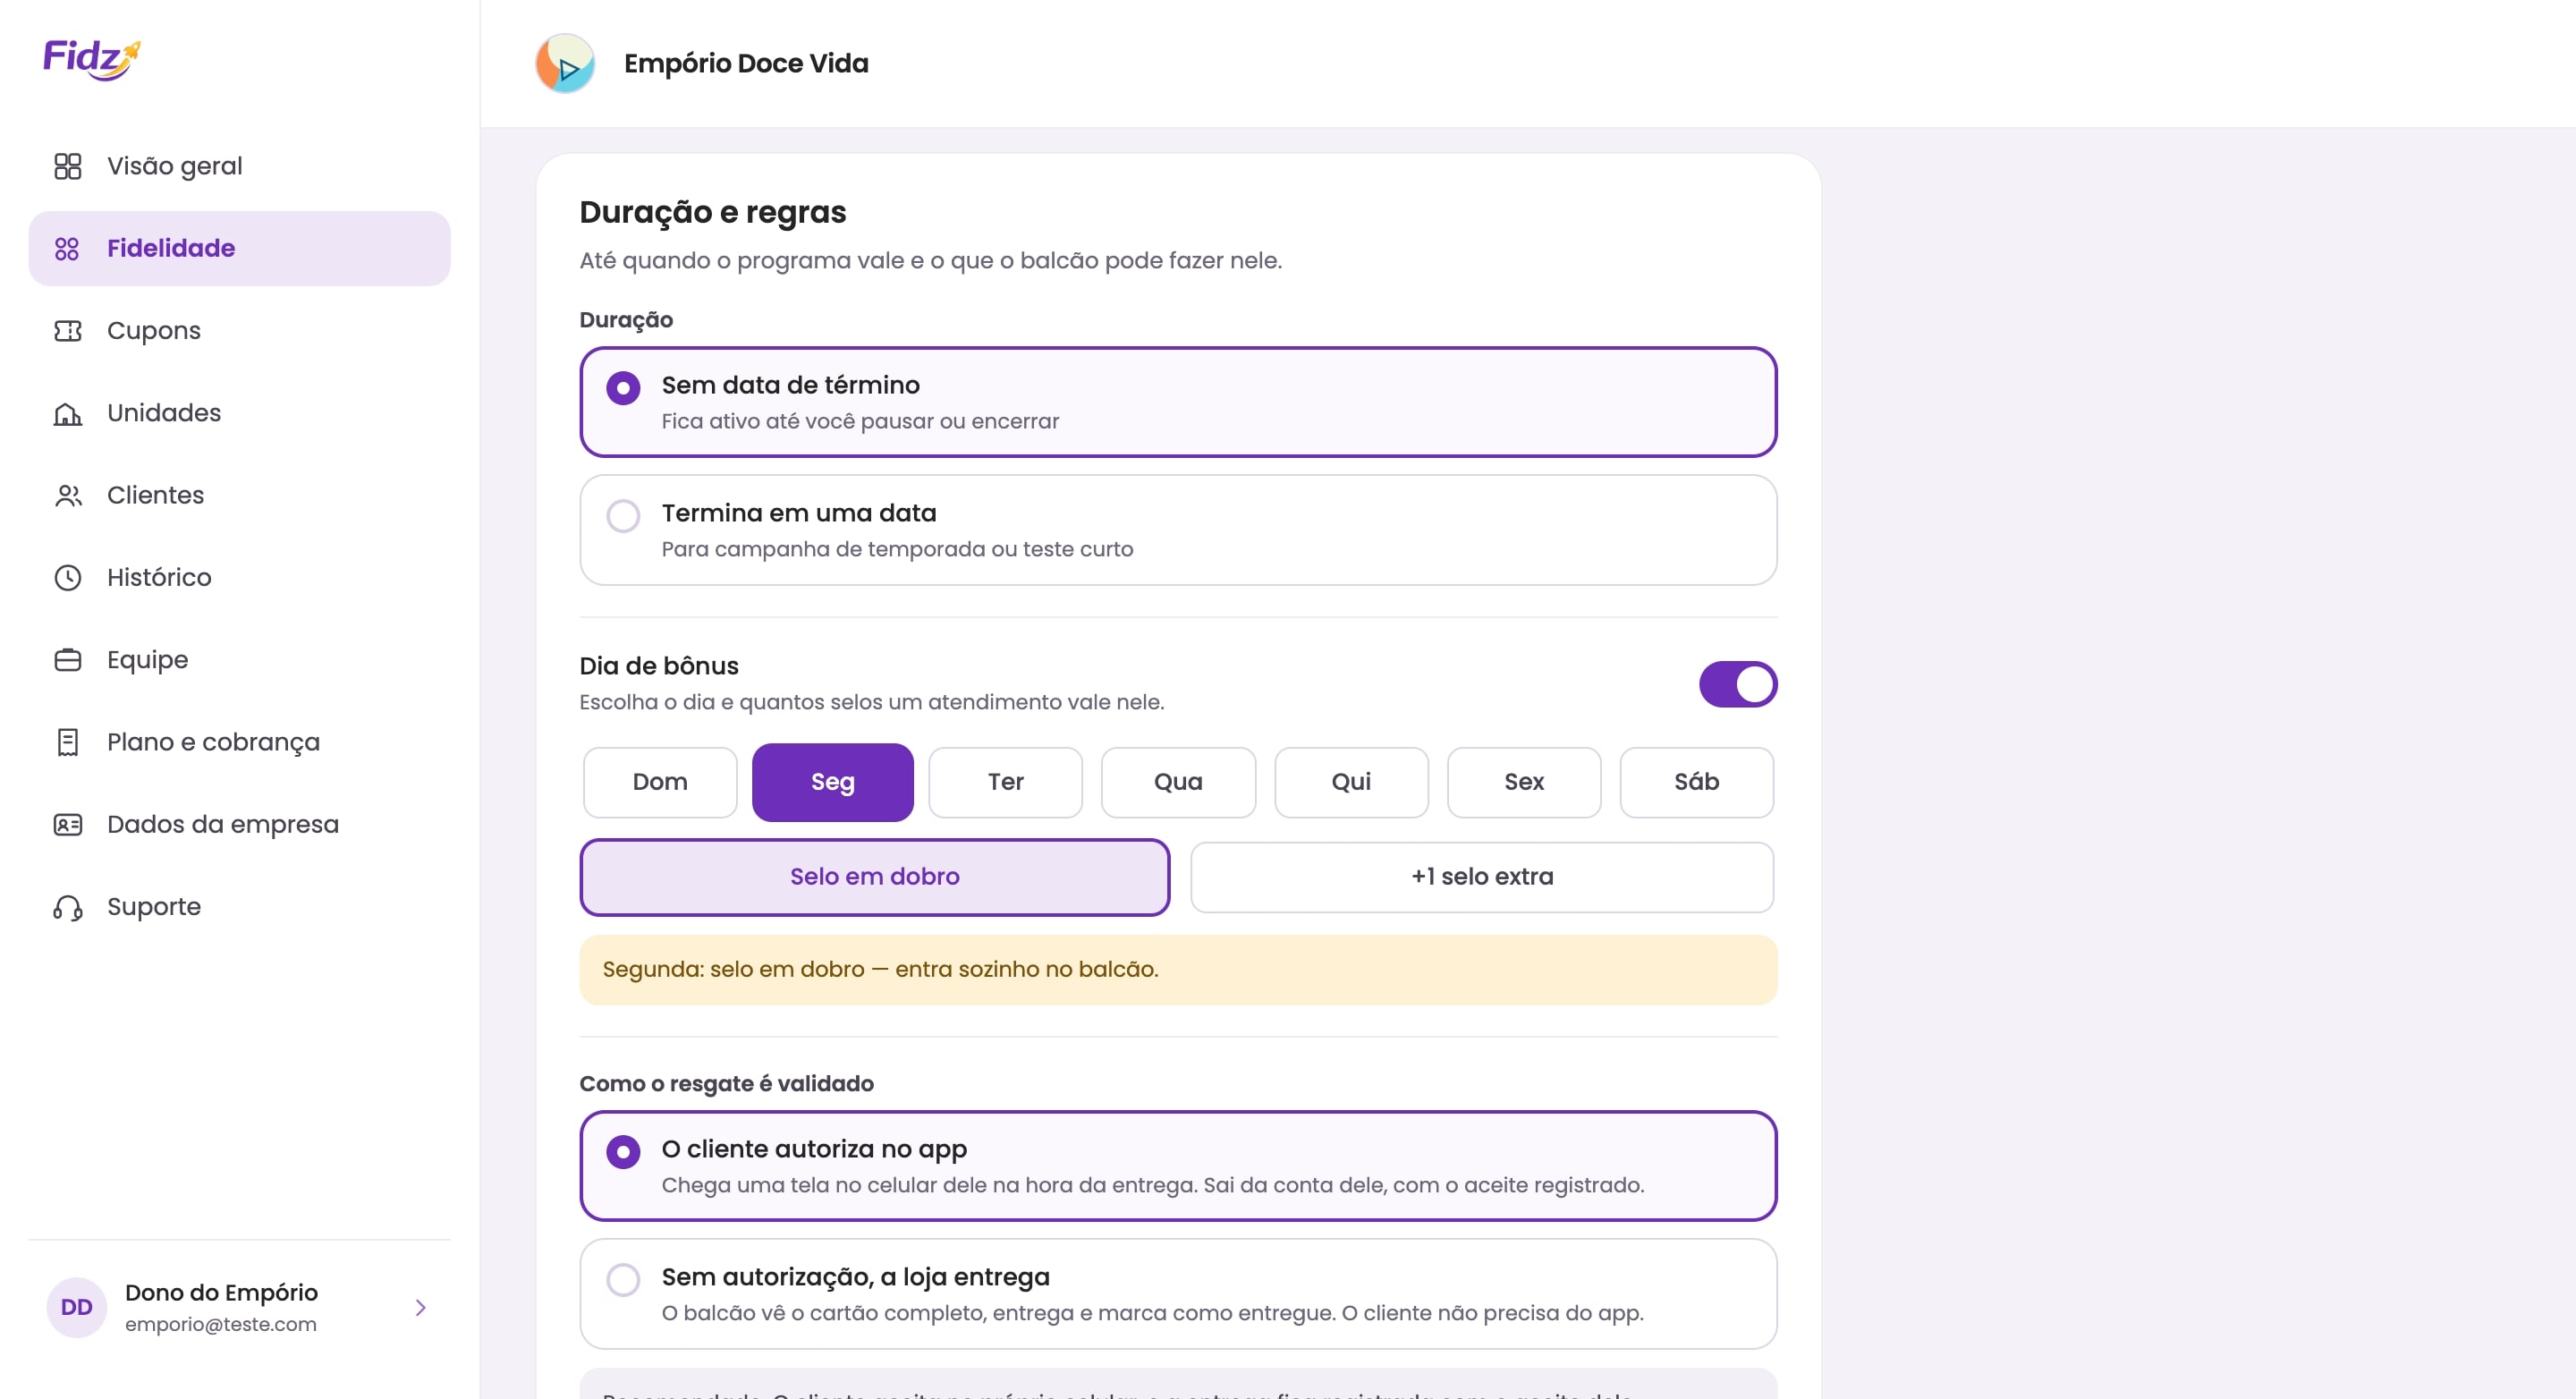 Fidz
Visão geral
Fidelidade
Cupons
Unidades
Clientes
Histórico
Equipe
Plano e cobrança
Dados da empresa
Suporte
DD
Dono do Empório
emporio@teste.com
Empório Doce Vida
Duração e regras
Até quando o programa vale e o que o balcão pode fazer nele.
Duração
Sem data de término
Fica ativo até você pausar ou encerrar
Termina em uma data
Para campanha de temporada ou teste curto
Dia de bônus
Escolha o dia e quantos selos um atendimento vale nele.
Dom Seg Ter Qua Qui Sex Sáb
Selo em dobro +1 selo extra
Segunda: selo em dobro — entra sozinho no balcão.
Como o resgate é validado
O cliente autoriza no app
Chega uma tela no celular dele na hora da entrega. Sai da conta dele, com o aceite registrado.
Sem autorização, a loja entrega
O balcão vê o cartão completo, entrega e marca como entregue. O cliente não precisa do app.